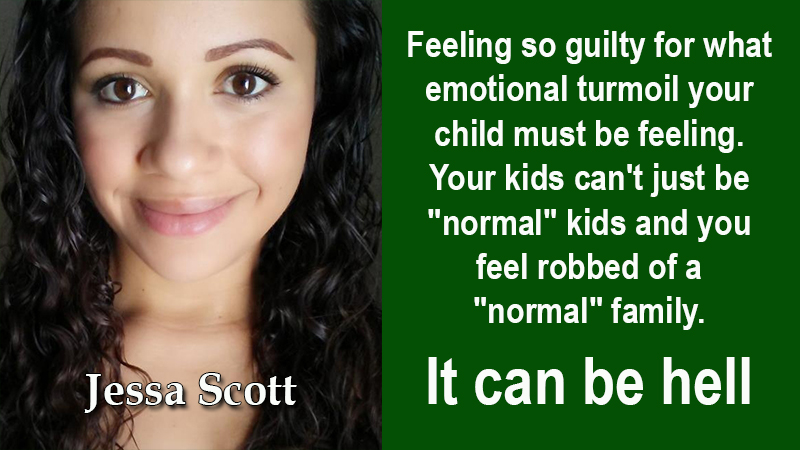 Jessa Scott
Feeling so guilty for what
emotional turmoil your
child must be feeling.
Your kids can't just be
"normal" kids and you
feel robbed of a
"normal" family.
It can be hell